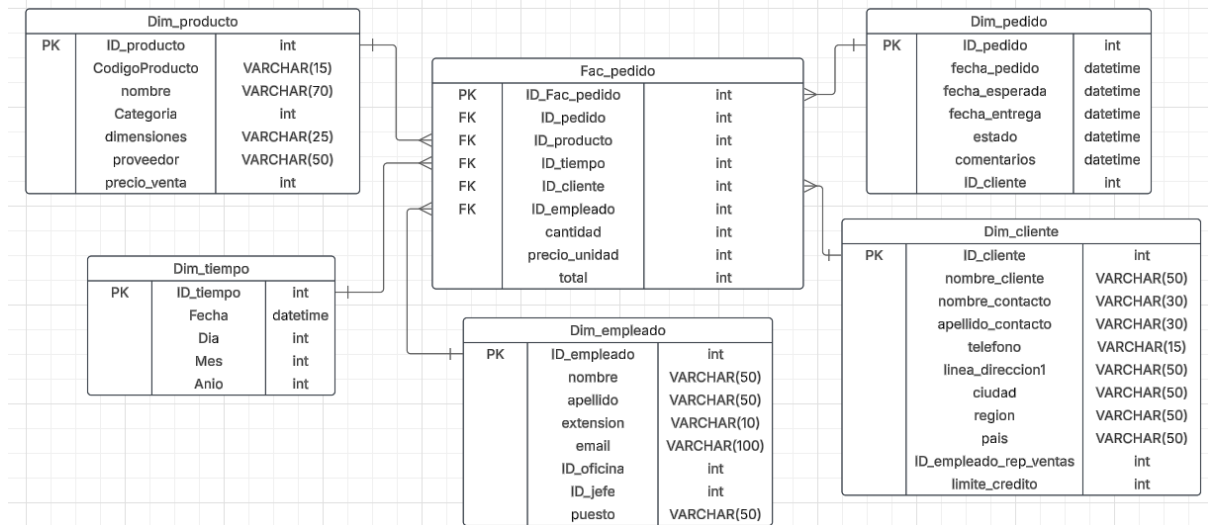 Dim_producto
PK ID_producto int
CodigoProducto VARCHAR(15)
nombre VARCHAR(70)
Categoria int
dimensiones VARCHAR(25)
proveedor VARCHAR(50)
precio_venta int
Dim_tiempo
PK ID_tiempo int
Fecha datetime
Dia int
Mes int
Anio int
Fac_pedido
PK ID_Fac_pedido int
FK ID_pedido int
FK ID_producto int
FK ID_tiempo int
FK ID_cliente int
FK ID_empleado int
cantidad int
precio_unidad int
total int
Dim_empleado
PK ID_empleado int
nombre VARCHAR(50)
apellido VARCHAR(50)
extension VARCHAR(10)
email VARCHAR(100)
ID_oficina int
ID_jefe int
puesto VARCHAR(50)
Dim_pedido
PK ID_pedido int
fecha_pedido datetime
fecha_esperada datetime
fecha_entrega datetime
estado datetime
comentarios datetime
ID_cliente int
Dim_cliente
PK ID_cliente int
nombre_cliente VARCHAR(50)
nombre_contacto VARCHAR(30)
apellido_contacto VARCHAR(30)
telefono VARCHAR(15)
linea_direccion1 VARCHAR(50)
ciudad VARCHAR(50)
region VARCHAR(50)
pais VARCHAR(50)
ID_empleado_rep_ventas int
limite_credito int